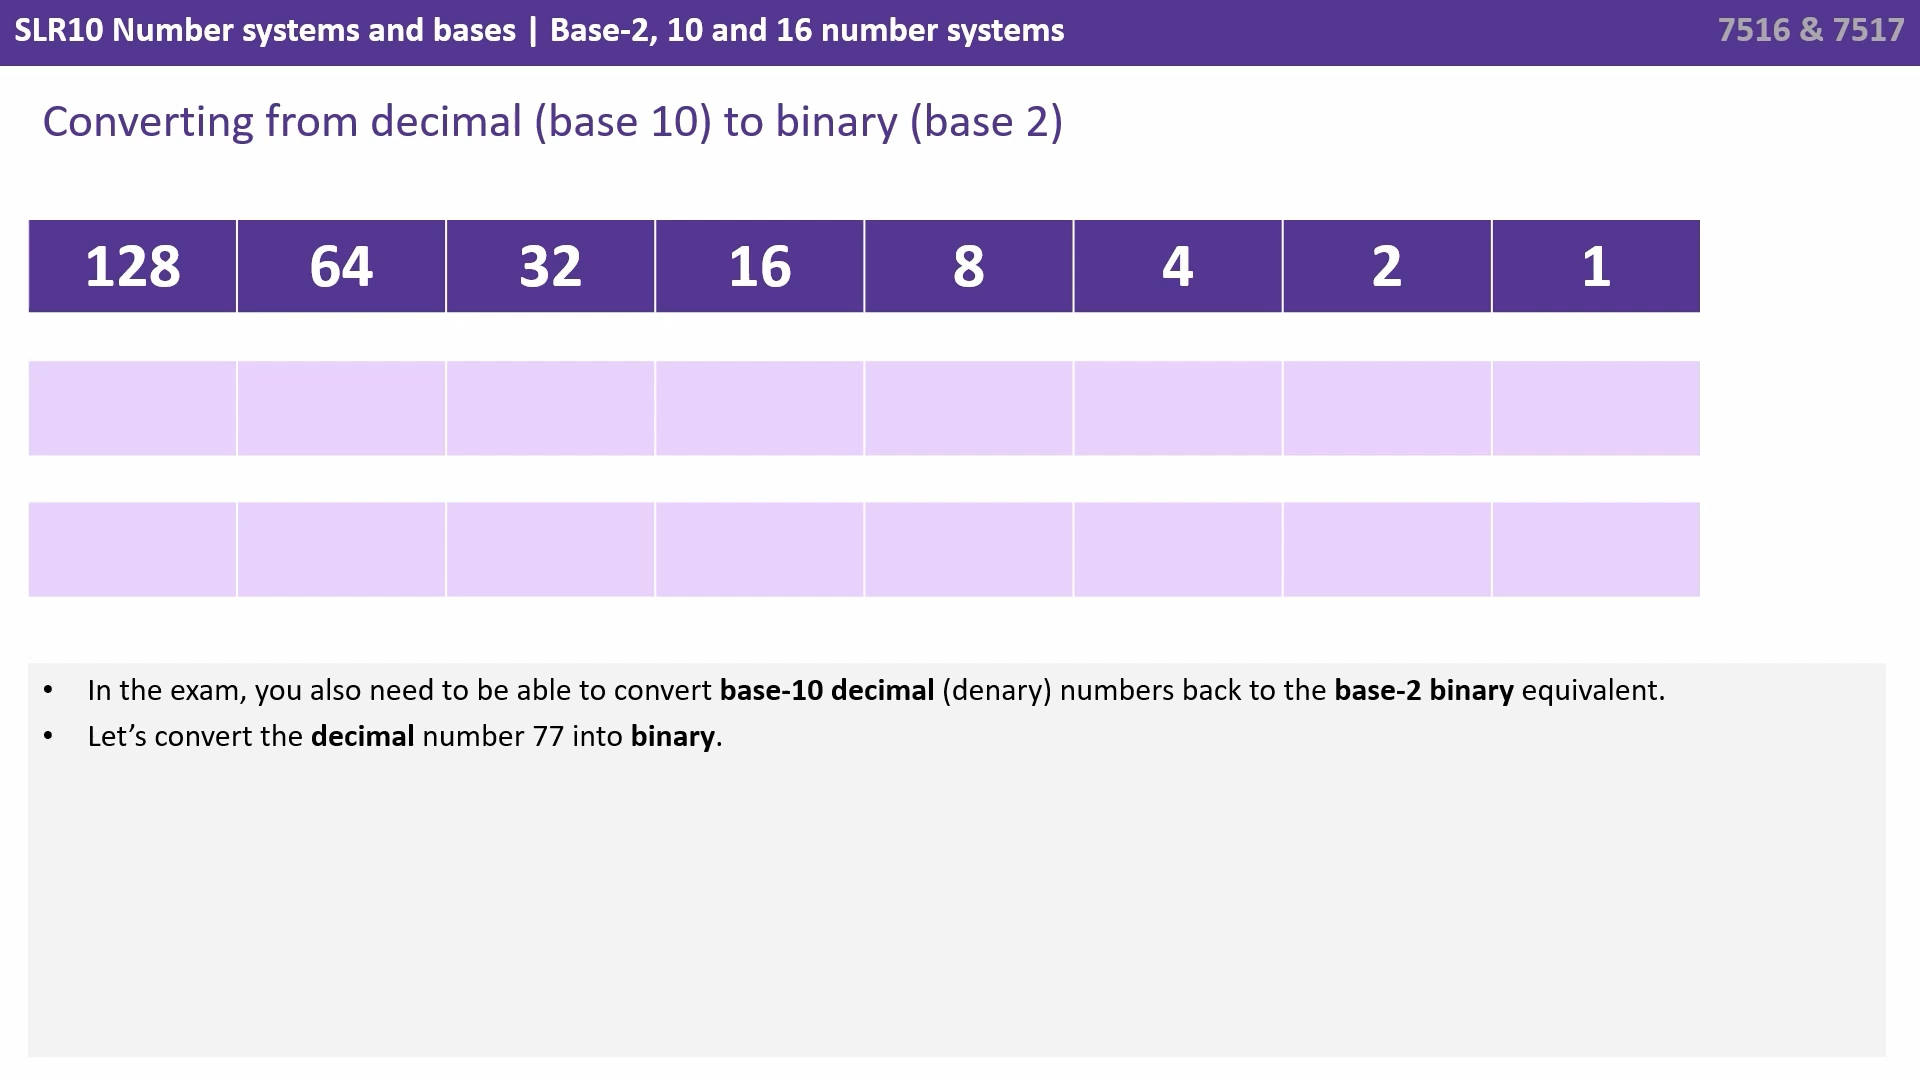 SLR10 Number systems and bases | Base-2, 10 and 16 number systems
7516 & 7517
Converting from decimal (base 10) to binary (base 2)
128 64 32 16 8 4 2 1
• In the exam, you also need to be able to convert base-10 decimal (denary) numbers back to the base-2 binary equivalent.
• Let’s convert the decimal number 77 into binary.